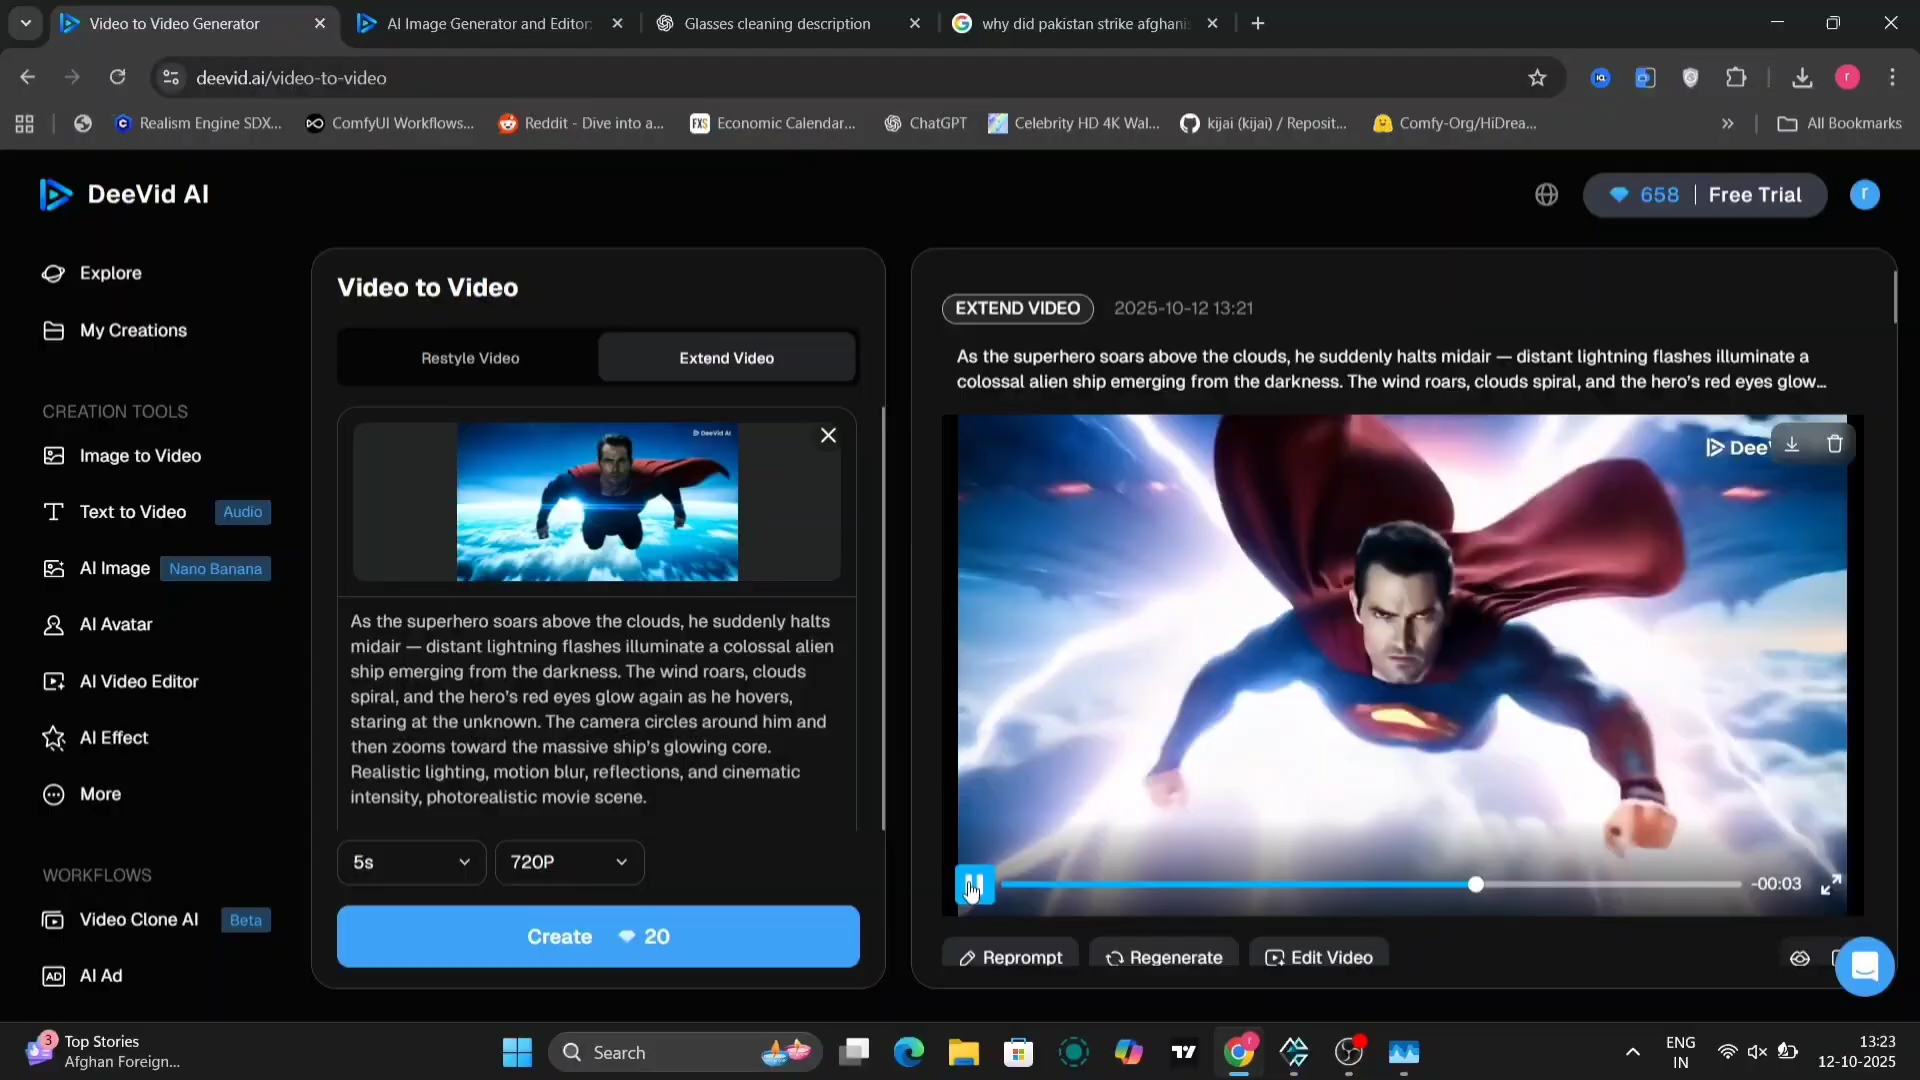 Video to Video Generator
AI Image Generator and Editor:
Glasses cleaning description
why did pakistan strike afghanis
deevid.ai/video-to-video
r
Realism Engine SDX...
ComfyUI Workflows...
Reddit - Dive into a...
FXS
Economic Calendar...
ChatGPT
Celebrity HD 4K Wal...
kijai (kijai) / Reposit...
Comfy-Org/HiDrea...
All Bookmarks
DeeVid AI
658 | Free Trial
r
Explore
My Creations
CREATION TOOLS
Image to Video
Text to Video Audio
AI Image Nano Banana
AI Avatar
AI Video Editor
AI Effect
More
WORKFLOWS
Video Clone AI Beta
AD AI Ad
Video to Video
Restyle Video
Extend Video
DeeVid AI
As the superhero soars above the clouds, he suddenly halts
midair — distant lightning flashes illuminate a colossal alien
ship emerging from the darkness. The wind roars, clouds
spiral, and the hero's red eyes glow again as he hovers,
staring at the unknown. The camera circles around him and
then zooms toward the massive ship's glowing core.
Realistic lighting, motion blur, reflections, and cinematic
intensity, photorealistic movie scene.
5s
720P
Create 20
EXTEND VIDEO 2025-10-12 13:21
As the superhero soars above the clouds, he suddenly halts midair — distant lightning flashes illuminate a
colossal alien ship emerging from the darkness. The wind roars, clouds spiral, and the hero's red eyes glow...
Dee
-00:03
Reprompt
Regenerate
Edit Video
3
Top Stories
Afghan Foreign...
Search
ENG
IN
13:23
12-10-2025